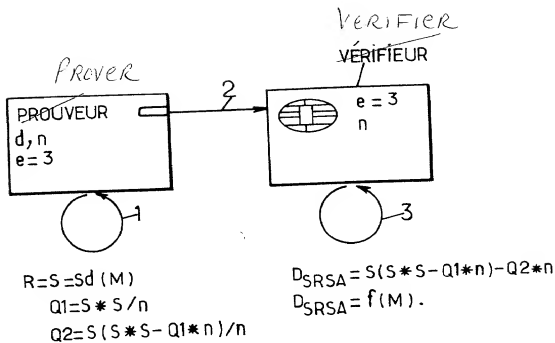 VERIFIER
VÉRIFIEUR
PROVER
2
PROUVEUR
d,n
e=3
e=3
n
1
3
R=S=Sd(M)
Q1=S*S/n
Q2=S(S*S-Q1*n)/n
DSRSA=S(S*S-Q1*n)-Q2*n
DSRSA=f(M).